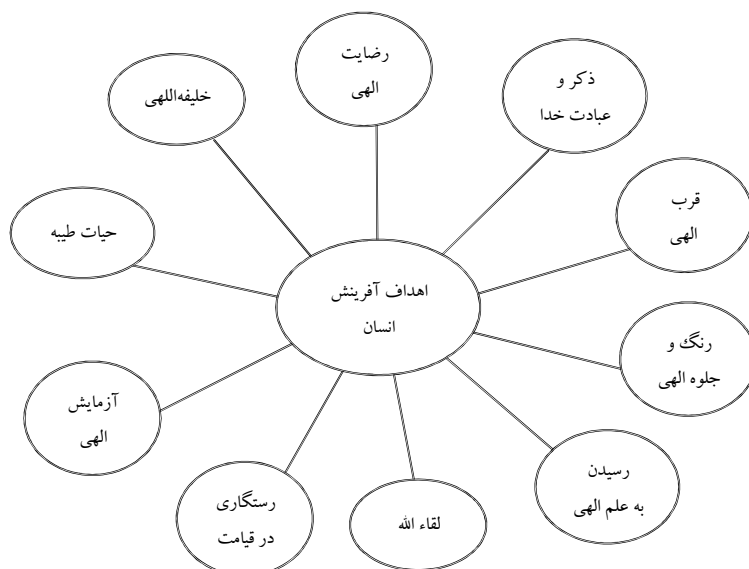 اهداف آفرینش
انسان
رضایت
الهی
ذکر و
عبادت خدا
قرب
الهی
رنگ و
جلوه الهی
رسیدن
به علم الهی
لقاء الله
رستگاری
در قیامت
آزمایش
الهی
حیات طیبه
خلیفه‌اللهی